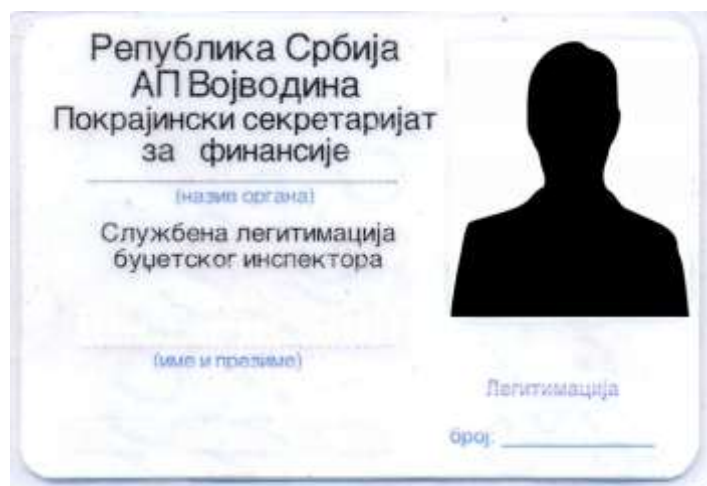 Република Србија
АП Војводина
Покрајински секретаријат
за финансије
(назив органа)
Службена легитимација
буџетског инспектора
(име и презиме)
Легитимација
број: